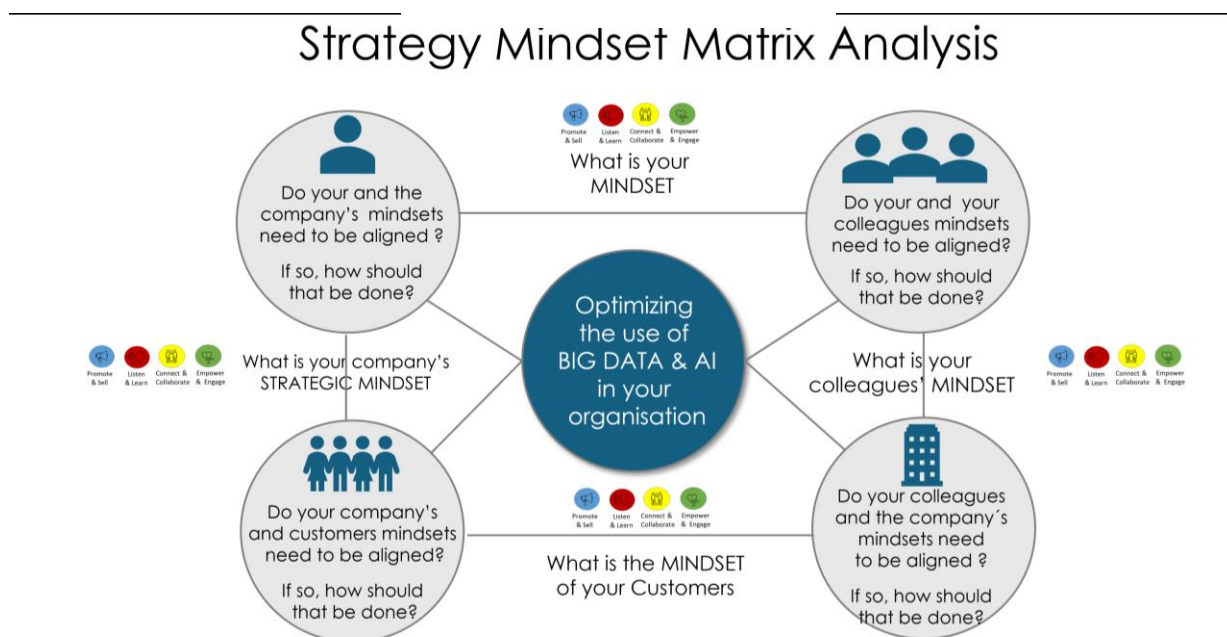 Strategy Mindset Matrix Analysis
Promote & Sell
Listen & Learn
Connect & Collaborate
Empower & Engage
What is your
MINDSET
Do your and the
company's mindsets
need to be aligned ?
If so, how should
that be done?
Do your and your
colleagues mindsets
need to be aligned?
If so, how should
that be done?
Optimizing
the use of
BIG DATA & AI
in your
organisation
Promote & Sell
Listen & Learn
Connect & Collaborate
Empower & Engage
What is your company's
STRATEGIC MINDSET
What is your
colleagues' MINDSET
Promote & Sell
Listen & Learn
Connect & Collaborate
Empower & Engage
Do your company's
and customers mindsets
need to be aligned?
If so, how should
that be done?
Promote & Sell
Listen & Learn
Connect & Collaborate
Empower & Engage
What is the MINDSET
of your Customers
Do your colleagues
and the company´s
mindsets need
to be aligned ?
If so, how should
that be done?